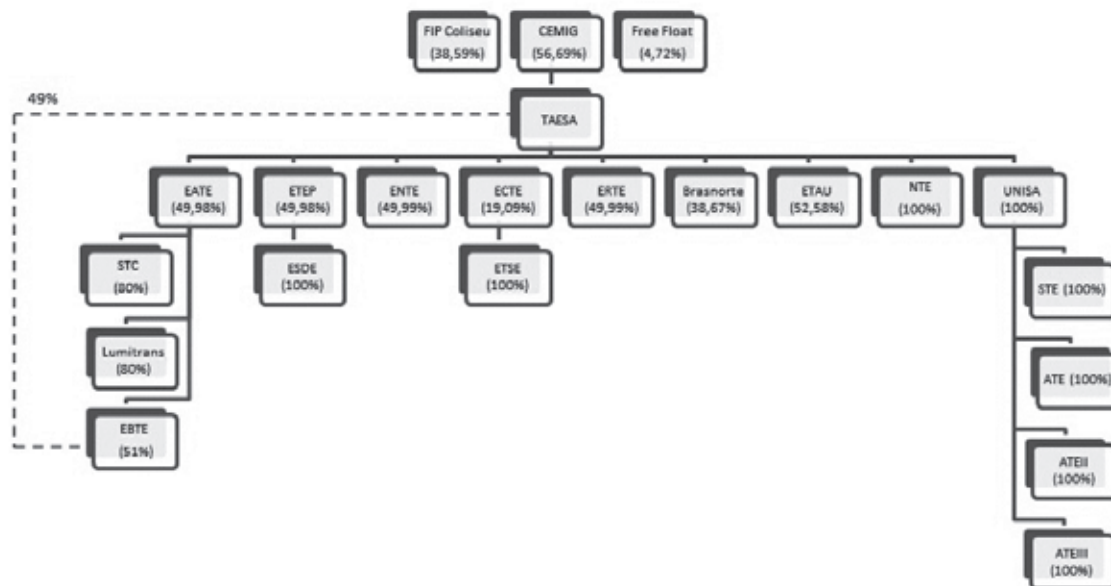 FIP Coliseu
(38,59%)
CEMIG
(56,69%)
Free Float
(4,72%)
49%
TAESA
EATE
(49,98%)
ETEP
(49,98%)
ENTE
(49,99%)
ECTE
(19,09%)
ERTE
(49,99%)
Brasnorte
(38,67%)
ETAU
(52,58%)
NTE
(100%)
UNISA
(100%)
STC
(80%)
ESDE
(100%)
ETSE
(100%)
STE (100%)
Lumitrans
(80%)
ATE (100%)
EBTE
(51%)
ATEII
(100%)
ATEIII
(100%)